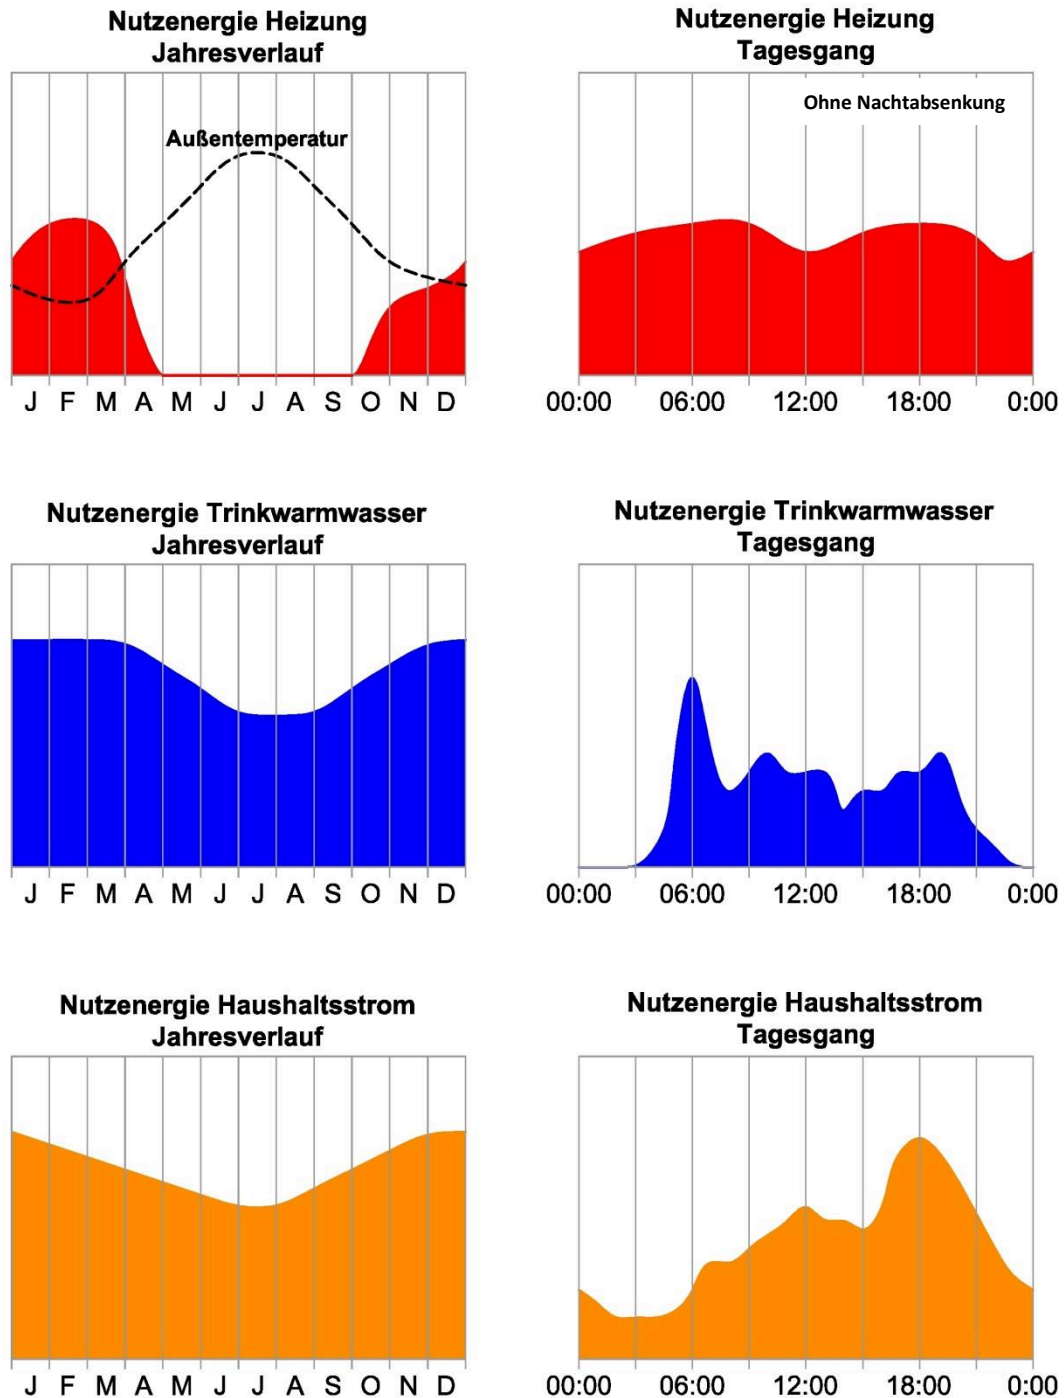 Nutzenergie Heizung
Jahresverlauf
Außentemperatur
J F M A M J J A S O N D
Nutzenergie Heizung
Tagesgang
Ohne Nachtabsenkung
00:00 06:00 12:00 18:00 0:00
Nutzenergie Trinkwarmwasser
Jahresverlauf
J F M A M J J A S O N D
Nutzenergie Trinkwarmwasser
Tagesgang
00:00 06:00 12:00 18:00 0:00
Nutzenergie Haushaltsstrom
Jahresverlauf
J F M A M J J A S O N D
Nutzenergie Haushaltsstrom
Tagesgang
00:00 06:00 12:00 18:00 0:00